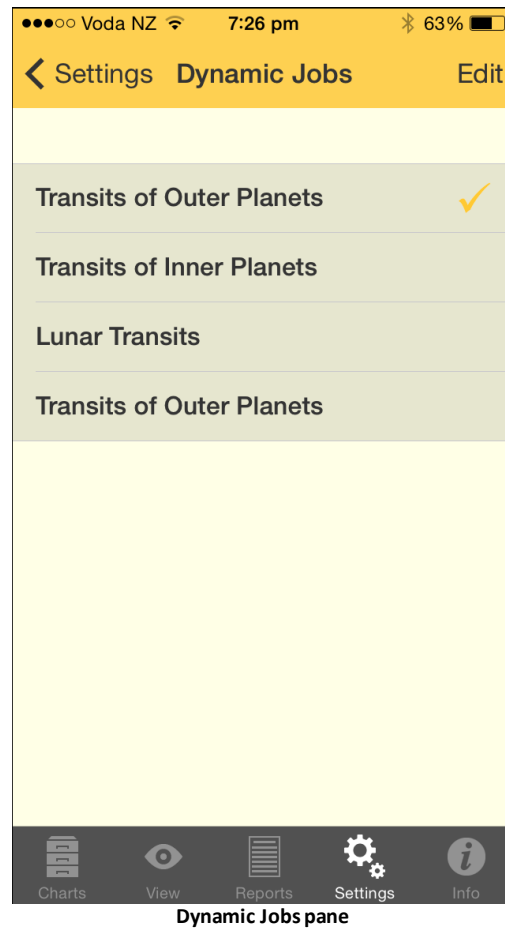 Voda NZ 7:26 pm 63%
Settings Dynamic Jobs Edit
Transits of Outer Planets
Transits of Inner Planets
Lunar Transits
Transits of Outer Planets
Charts View Reports Settings Info
Dynamic Jobs pane